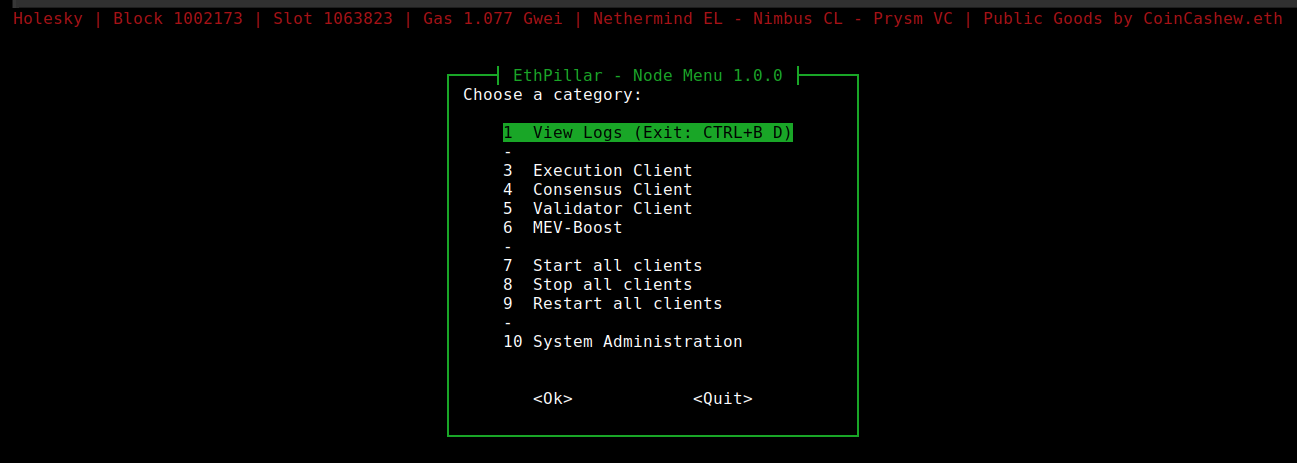 Holesky | Block 1002173 | Slot 1063823 | Gas 1.077 Gwei | Nethermind EL - Nimbus CL - Prysm VC | Public Goods by CoinCashew.eth
EthPillar - Node Menu 1.0.0
Choose a category:
1 View Logs (Exit: CTRL+B D)
-
3 Execution Client
4 Consensus Client
5 Validator Client
6 MEV-Boost
-
7 Start all clients
8 Stop all clients
9 Restart all clients
-
10 System Administration
<Ok> <Quit>